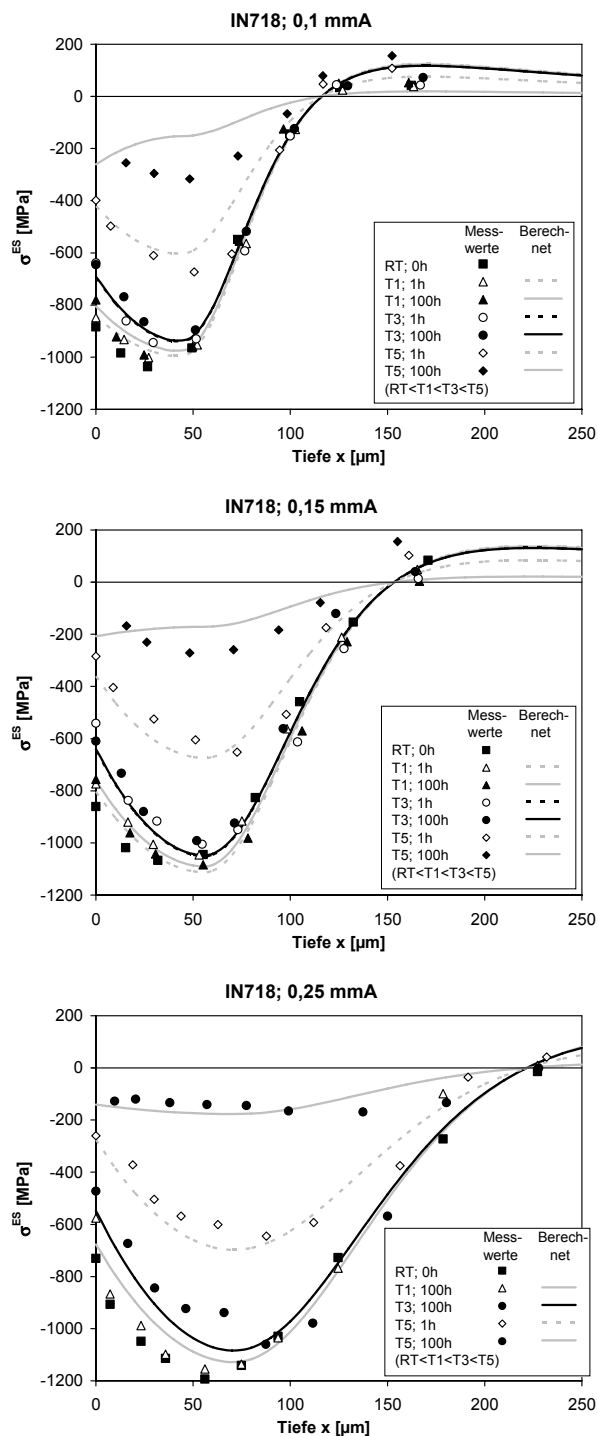 IN718; 0,1 mmA
200
0
-200
-400
-600
-800
-1000
-1200
σES [MPa]
0 50 100 150 200 250
Tiefe x [µm]
Mess- Berech-
werte net
RT; 0h
T1; 1h
T1; 100h
T3; 1h
T3; 100h
T5; 1h
T5; 100h
(RT<T1<T3<T5)
IN718; 0,15 mmA
200
0
-200
-400
-600
-800
-1000
-1200
σES [MPa]
0 50 100 150 200 250
Tiefe x [µm]
Mess- Berech-
werte net
RT; 0h
T1; 1h
T1; 100h
T3; 1h
T3; 100h
T5; 1h
T5; 100h
(RT<T1<T3<T5)
IN718; 0,25 mmA
200
0
-200
-400
-600
-800
-1000
-1200
σES [MPa]
0 50 100 150 200 250
Tiefe x [µm]
Mess- Berech-
werte net
RT; 0h
T1; 100h
T3; 100h
T5; 1h
T5; 100h
(RT<T1<T3<T5)